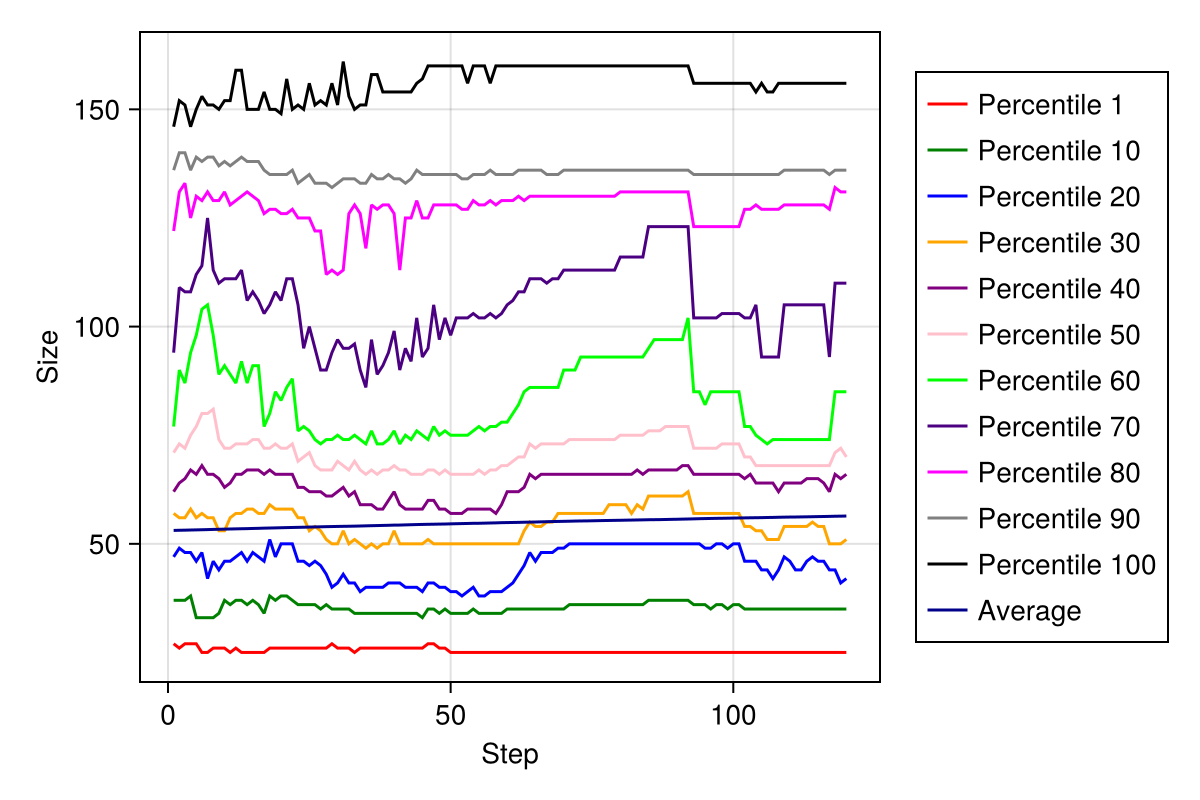 150
100
50
Size
0
50
100
Step
Percentile 1
Percentile 10
Percentile 20
Percentile 30
Percentile 40
Percentile 50
Percentile 60
Percentile 70
Percentile 80
Percentile 90
Percentile 100
Average